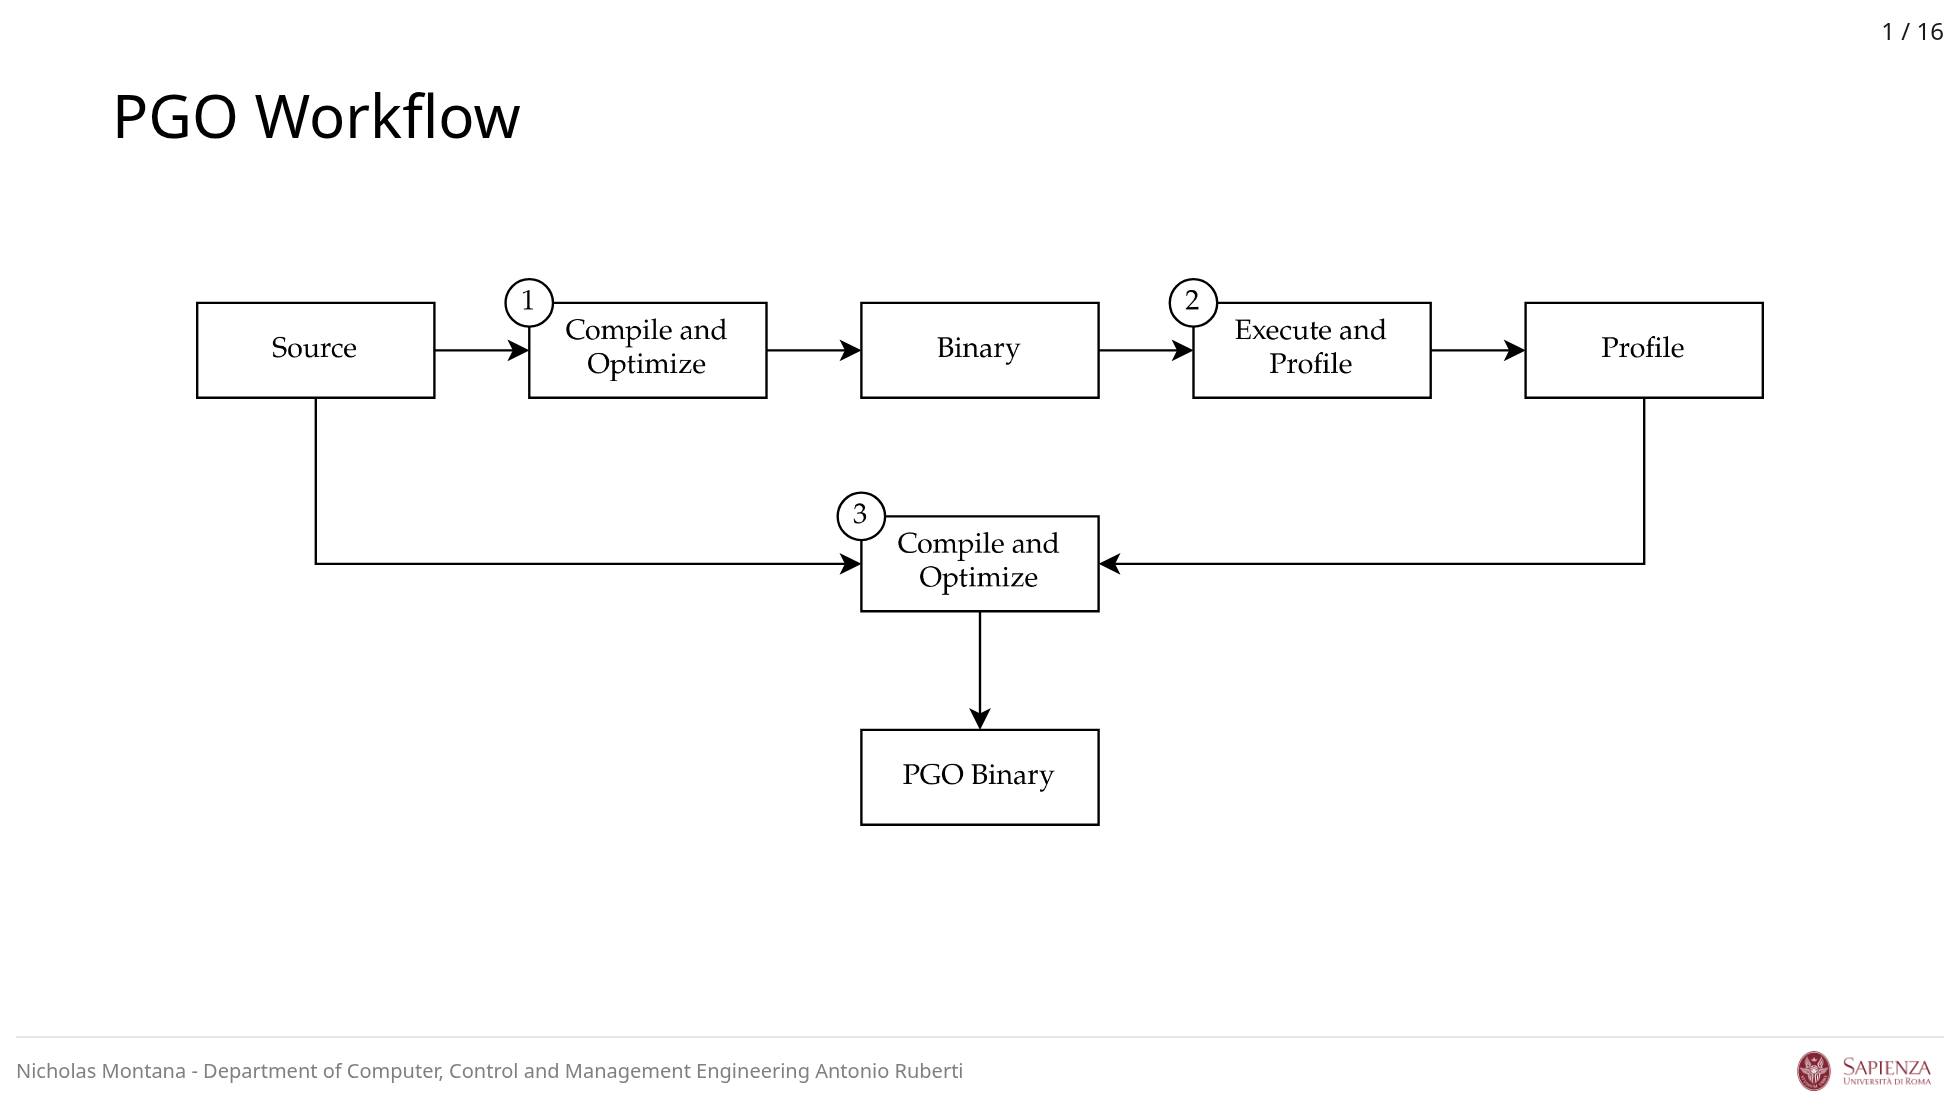 1 / 16
PGO Workflow
Source
1
Compile and
Optimize
Binary
2
Execute and
Profile
Profile
3
Compile and
Optimize
PGO Binary
Nicholas Montana - Department of Computer, Control and Management Engineering Antonio Ruberti
SAPIENZA
UNIVERSITÀ DI ROMA